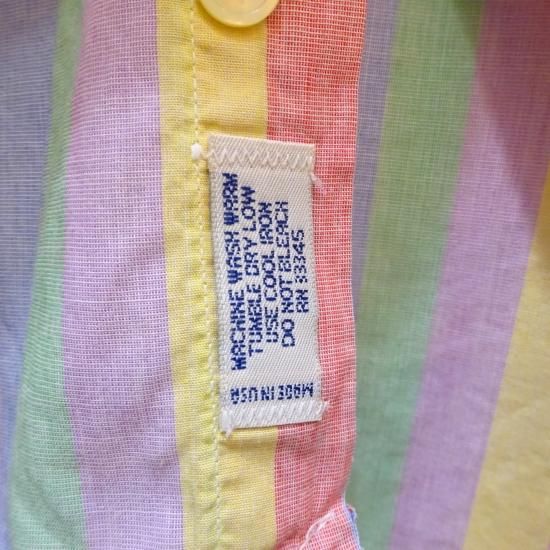 MACHINE WASH WARM
TUMBLE DRY LOW
USE COOL IRON
DO NOT BLEACH
RN 33345
MADE IN USA